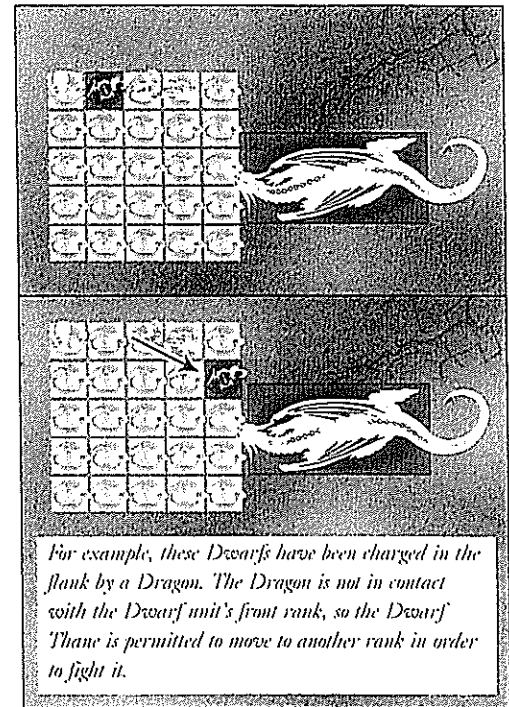 For example, these Dwarfs have been charged in the
flank by a Dragon. The Dragon is not in contact
with the Dwarf unit's front rank, so the Dwarf
Thane is permitted to move to another rank in order
to fight it.